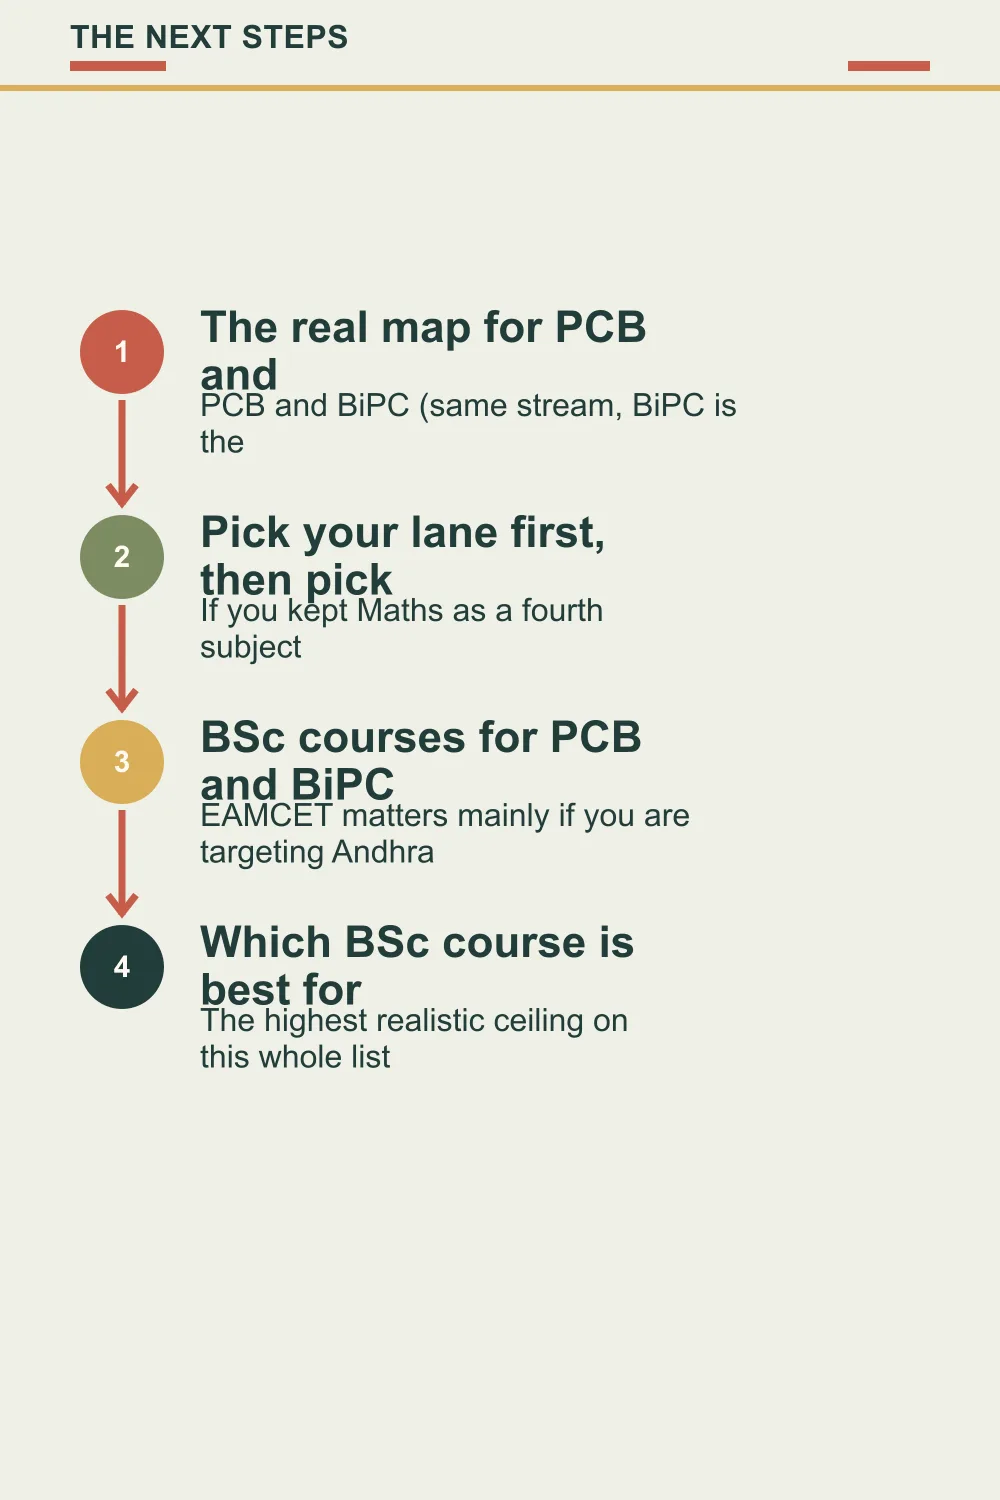 THE NEXT STEPS
1
The real map for PCB
and
PCB and BiPC (same stream, BiPC is
the
2
Pick your lane first,
then pick
If you kept Maths as a fourth
subject
3
BSc courses for PCB
and BiPC
EAMCET matters mainly if you are
targeting Andhra
4
Which BSc course is
best for
The highest realistic ceiling on
this whole list